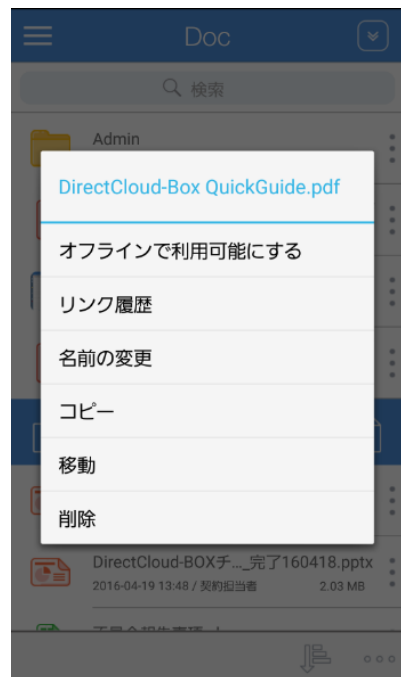 Doc
検索
Admin
DirectCloud-Box QuickGuide.pdf
オフラインで利用可能にする
リンク履歴
名前の変更
コピー
移動
削除
DirectCloud-BOXチ..._完了160418.pptx
2016-04-19 13:48 / 契約担当者 2.03 MB